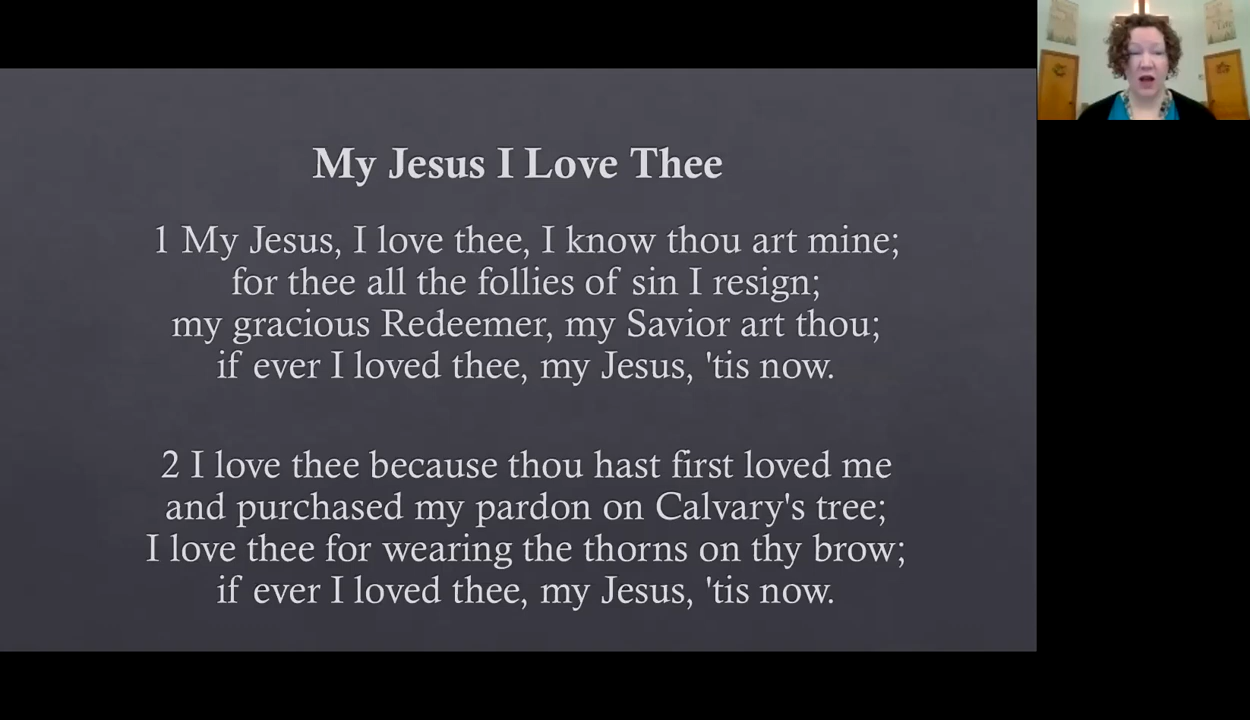 My Jesus I Love Thee
1 My Jesus, I love thee, I know thou art mine;
for thee all the follies of sin I resign;
my gracious Redeemer, my Savior art thou;
if ever I loved thee, my Jesus, 'tis now.
2 I love thee because thou hast first loved me
and purchased my pardon on Calvary's tree;
I love thee for wearing the thorns on thy brow;
if ever I loved thee, my Jesus, 'tis now.